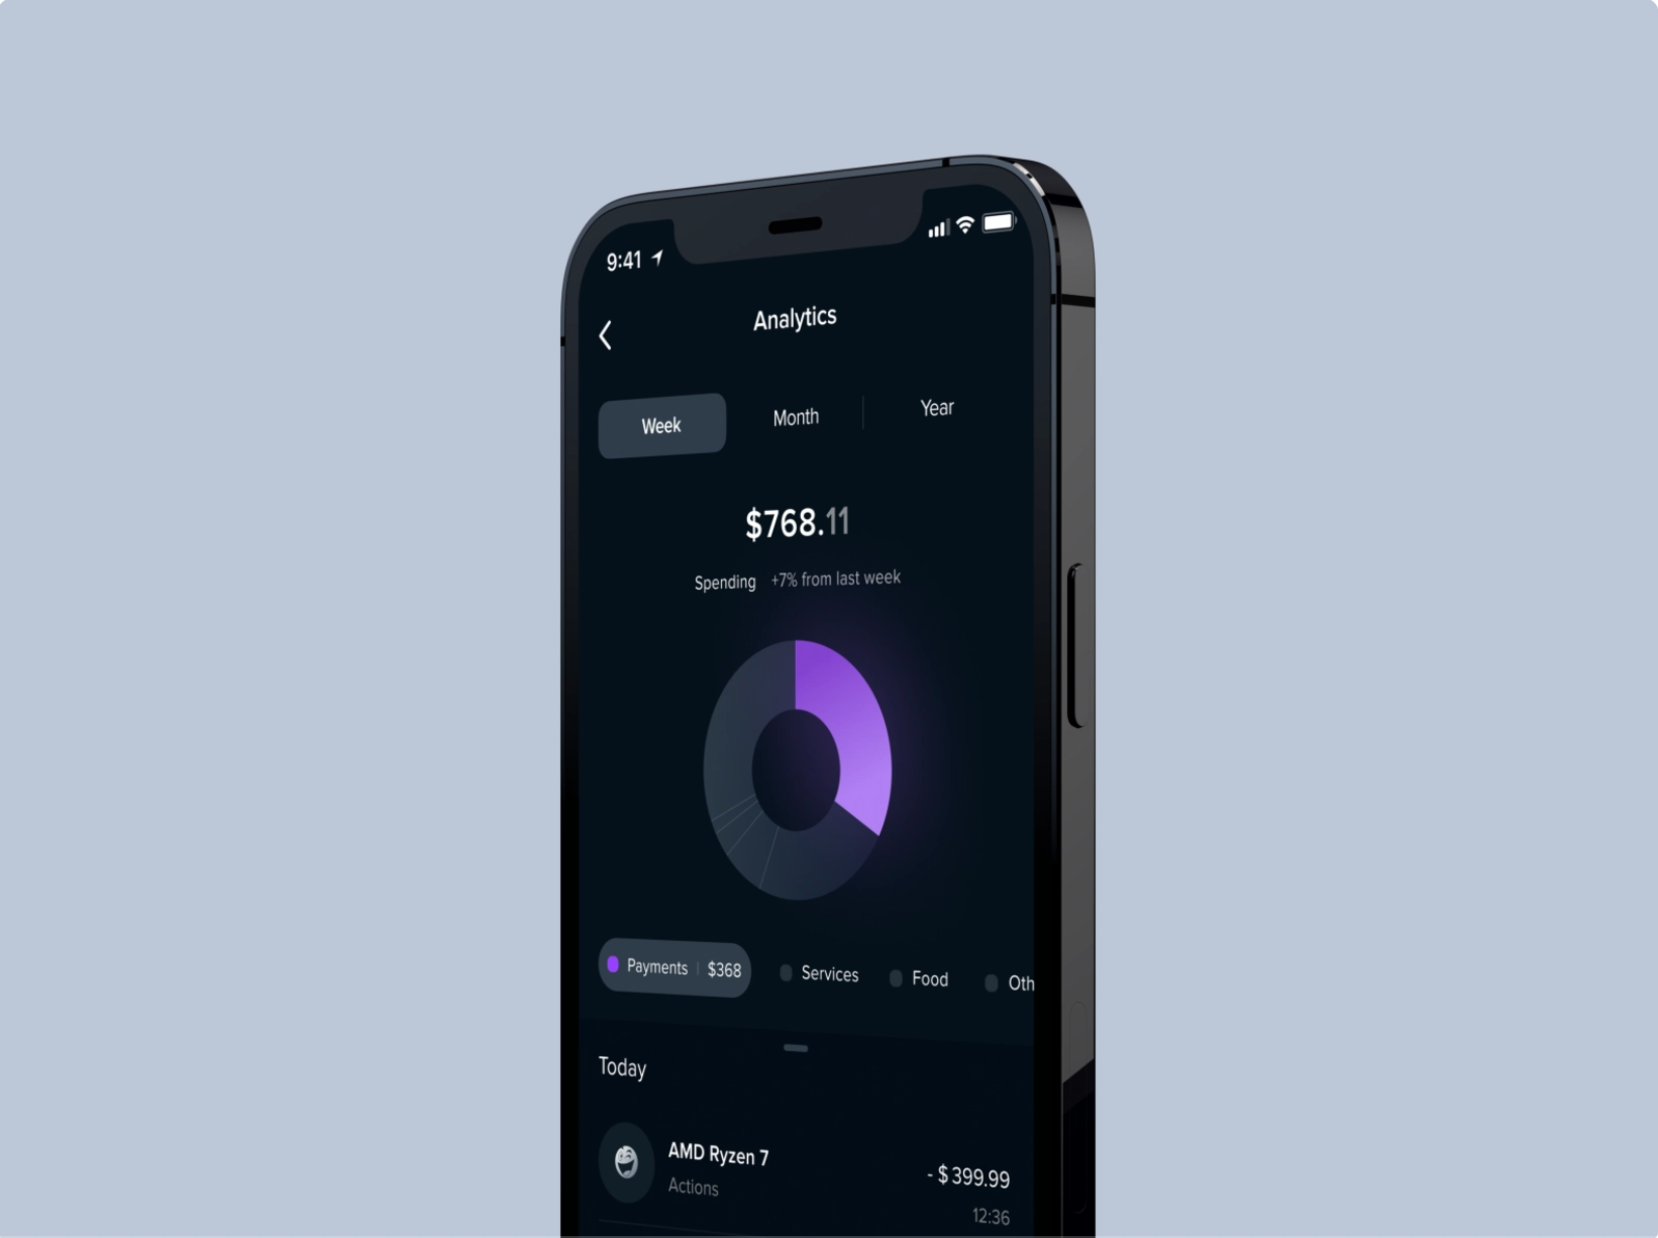 9:41
Analytics
Week Month Year
$768.11
Spending +7% from last week
Payments $368 Services Food Oth
Today
AMD Ryzen 7
- $399.99
Actions
12:36